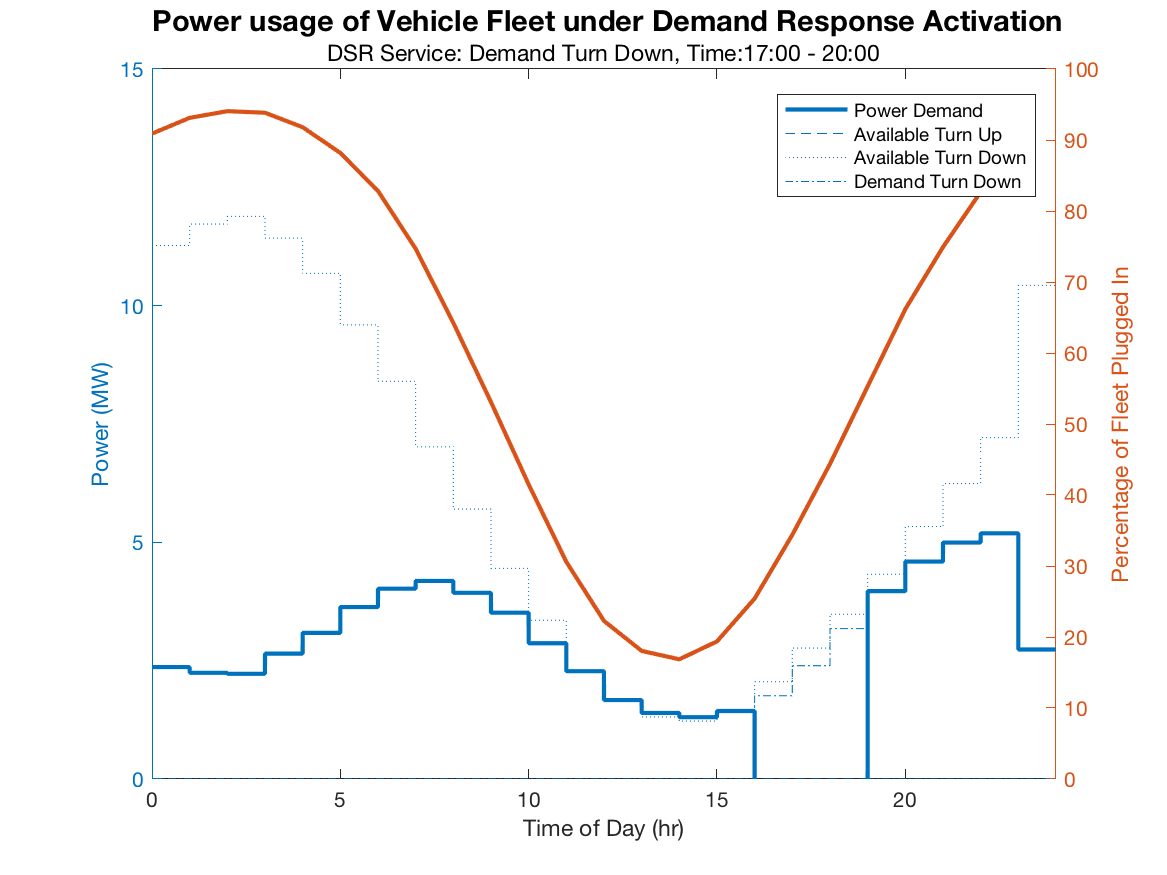 Power usage of Vehicle Fleet under Demand Response Activation
DSR Service: Demand Turn Down, Time:17:00 - 20:00
15
10
5
0
Power (MW)
100
90
80
70
60
50
40
30
20
10
0
Percentage of Fleet Plugged In
Power Demand
Available Turn Up
Available Turn Down
Demand Turn Down
0 5 10 15 20
Time of Day (hr)